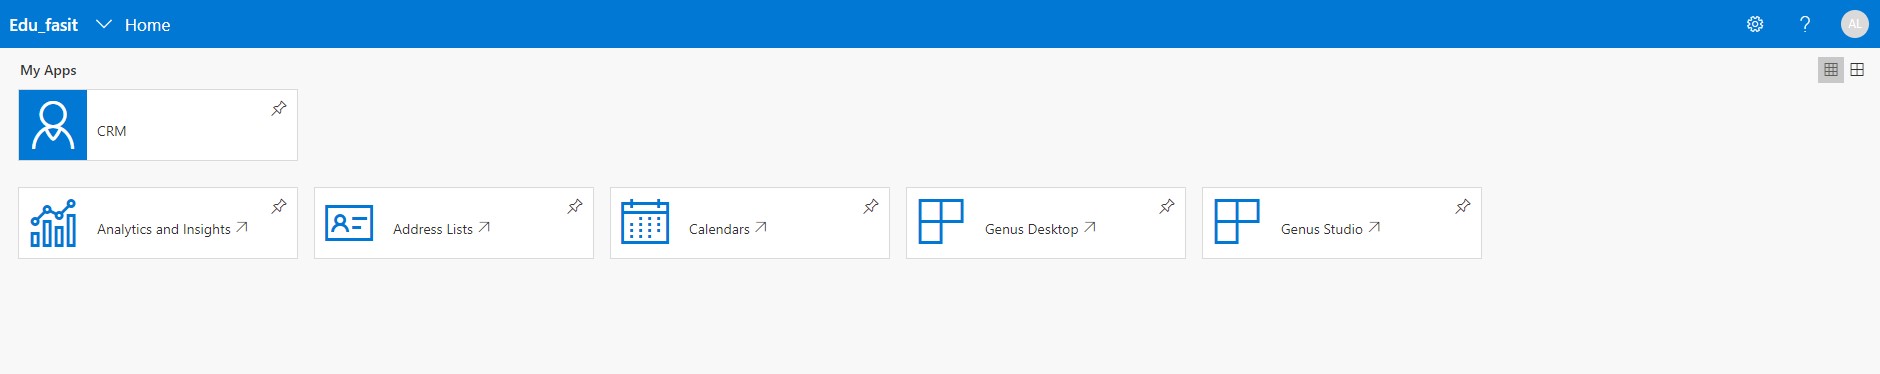 Edu_fasit Home ? AL
My Apps
CRM
Analytics and Insights
Address Lists
Calendars
Genus Desktop
Genus Studio